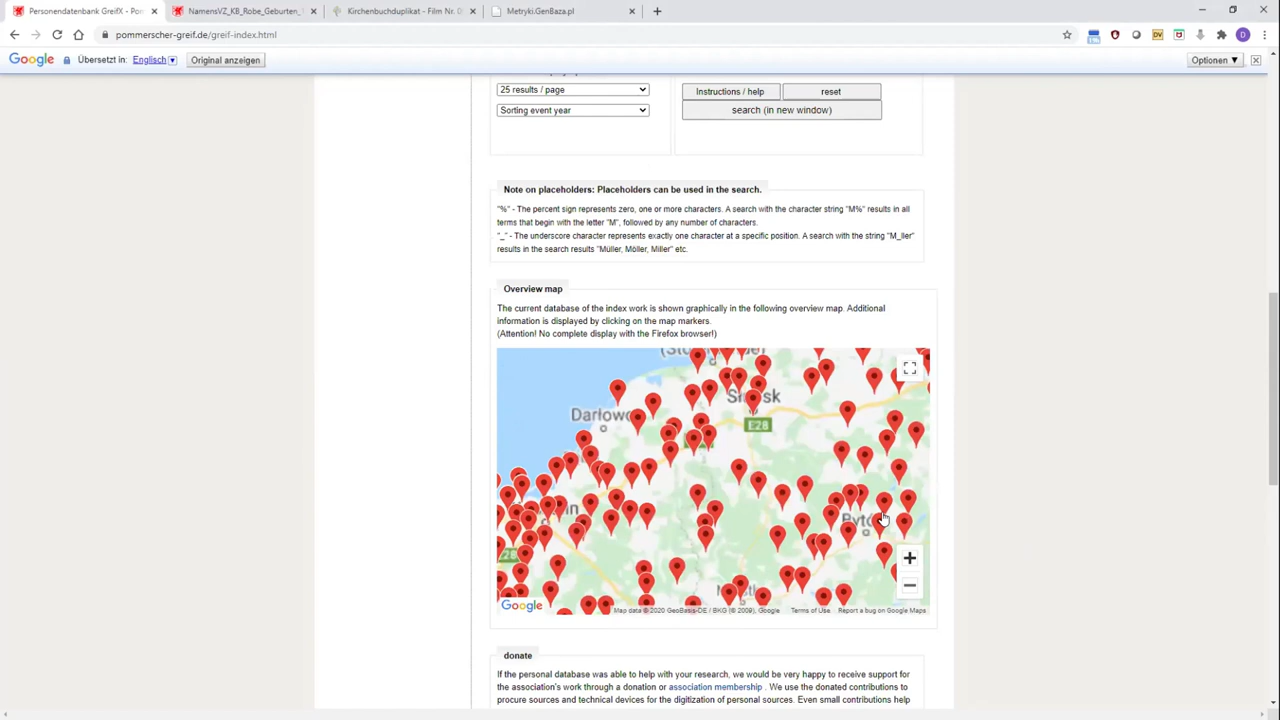 Personendatenbank GreifX - Pom
NamensVZ_KB_Robe_Geburten_
Kirchenbuchduplikat - Film Nr. D
Metryki.GenBaza.pl
pommerscher-greif.de/greif-index.html
Google Übersetzt in: Englisch Original anzeigen Optionen
25 results / page
Instructions / help reset
Sorting event year
search (in new window)
Note on placeholders: Placeholders can be used in the search.
"%" - The percent sign represents zero, one or more characters. A search with the character string "M%" results in all
terms that begin with the letter "M", followed by any number of characters.
"_" - The underscore character represents exactly one character at a specific position. A search with the string "M_ller"
results in the search results "Müller, Möller, Miller" etc.
Overview map
The current database of the index work is shown graphically in the following overview map. Additional
information is displayed by clicking on the map markers.
(Attention! No complete display with the Firefox browser!)
Darłowo
E28
Google
Map data © 2020 GeoBasis-DE / BKG (© 2009), Google
Terms of Use
Report a bug on Google Maps
donate
If the personal database was able to help with your research, we would be very happy to receive support for
the association's work through a donation or association membership . We use the donated contributions to
procure sources and technical devices for the digitization of personal sources. Even small contributions help